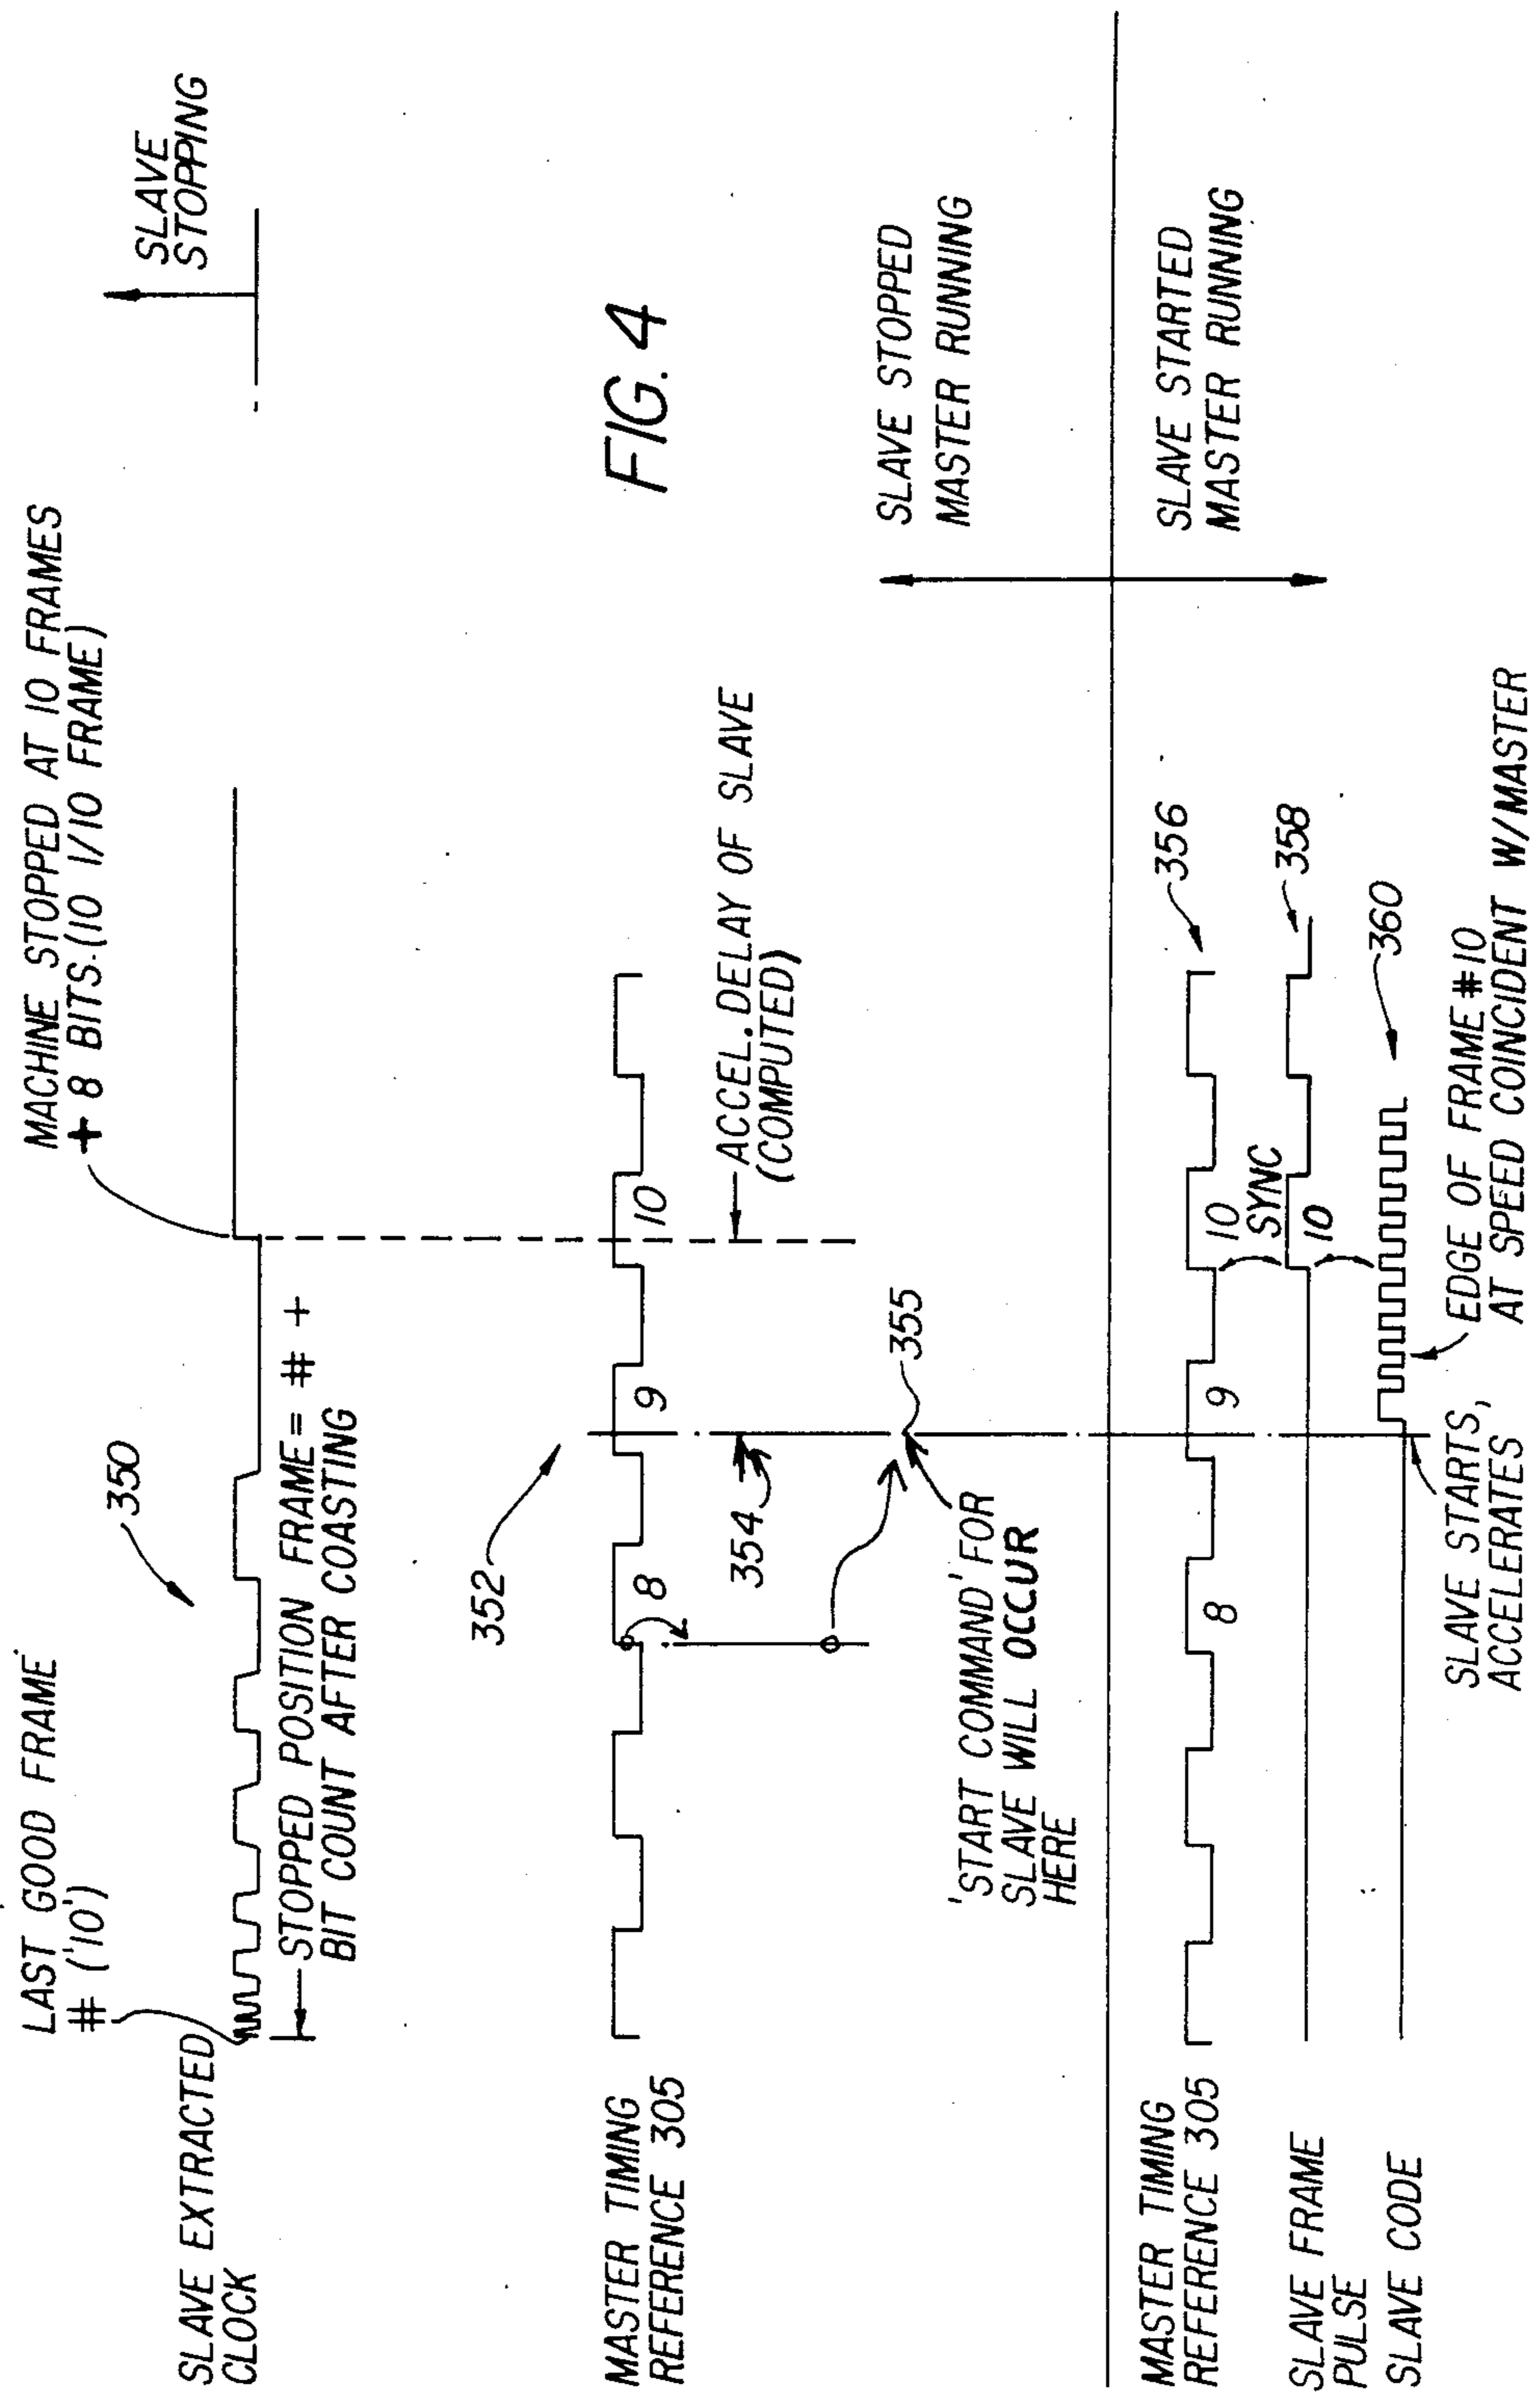 LAST GOOD FRAME
# ('10')
MACHINE STOPPED AT 10 FRAMES
+ 8 BITS (10 1/10 FRAME)
SLAVE
STOPPING
SLAVE EXTRACTED
CLOCK
350
STOPPED POSITION FRAME = # +
BIT COUNT AFTER COASTING
352
MASTER TIMING
REFERENCE 305
8
9
10
FIG. 4
354
ACCEL. DELAY OF SLAVE
(COMPUTED)
355
'START COMMAND' FOR
SLAVE WILL OCCUR
HERE
SLAVE STOPPED
MASTER RUNNING
SLAVE STARTED
MASTER RUNNING
MASTER TIMING
REFERENCE 305
8
9
10
356
SYNC
SLAVE FRAME
PULSE
10
358
SLAVE CODE
360
SLAVE STARTS,
ACCELERATES
EDGE OF FRAME #10
AT SPEED COINCIDENT W/MASTER